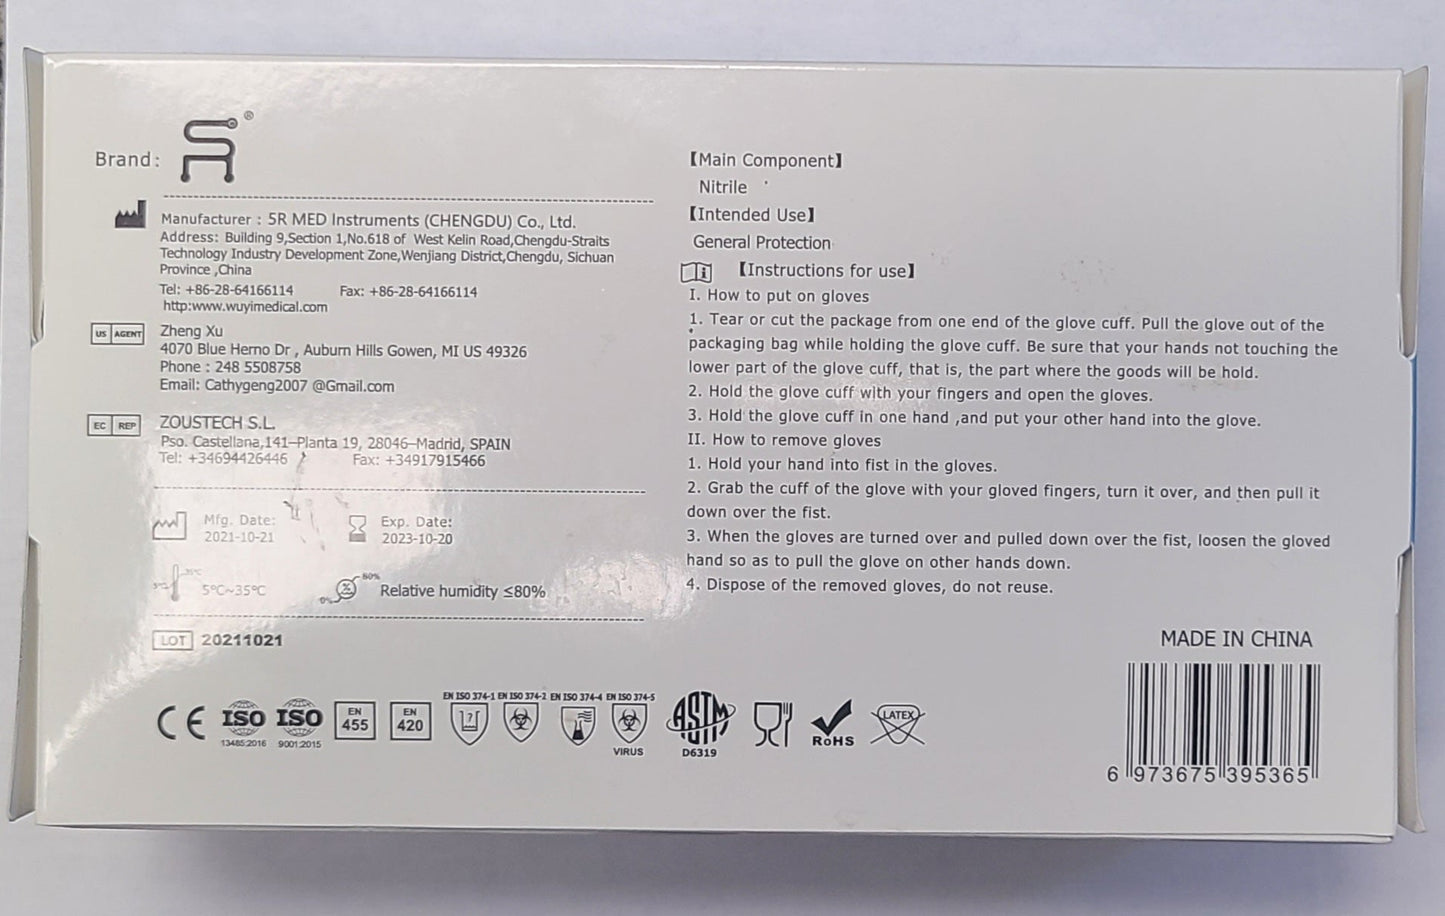 Brand:
®
Manufacturer : 5R MED Instruments (CHENGDU) Co., Ltd.
Address: Building 9,Section 1,No.618 of West Kelin Road,Chengdu-Straits
Technology Industry Development Zone,Wenjiang District,Chengdu, Sichuan
Province ,China
Tel: +86-28-64166114 Fax: +86-28-64166114
http:www.wuyimedical.com
US AGENT
Zheng Xu
4070 Blue Herno Dr , Auburn Hills Gowen, MI US 49326
Phone : 248 5508758
Email: Cathygeng2007 @Gmail.com
EC REP
ZOUSTECH S.L.
Pso. Castellana,141-Planta 19, 28046-Madrid, SPAIN
Tel: +34694426446 Fax: +34917915466
Mfg. Date: Exp. Date:
2021-10-21 2023-10-20
5°C 35°C 5°C~35°C 0% 80% Relative humidity ≤80%
LOT 20211021
【Main Component】
Nitrile
【Intended Use】
General Protection
【Instructions for use】
I. How to put on gloves
1. Tear or cut the package from one end of the glove cuff. Pull the glove out of the
packaging bag while holding the glove cuff. Be sure that your hands not touching the
lower part of the glove cuff, that is, the part where the goods will be hold.
2. Hold the glove cuff with your fingers and open the gloves.
3. Hold the glove cuff in one hand ,and put your other hand into the glove.
II. How to remove gloves
1. Hold your hand into fist in the gloves.
2. Grab the cuff of the glove with your gloved fingers, turn it over, and then pull it
down over the fist.
3. When the gloves are turned over and pulled down over the fist, loosen the gloved
hand so as to pull the glove on other hands down.
4. Dispose of the removed gloves, do not reuse.
MADE IN CHINA
6 973675 395365
CE
ISO
13485:2016
ISO
9001:2015
EN
455
EN
420
EN ISO 374-1 EN ISO 374-2 EN ISO 374-4 EN ISO 374-5
VIRUS
ASTM
D6319
RoHS
LATEX